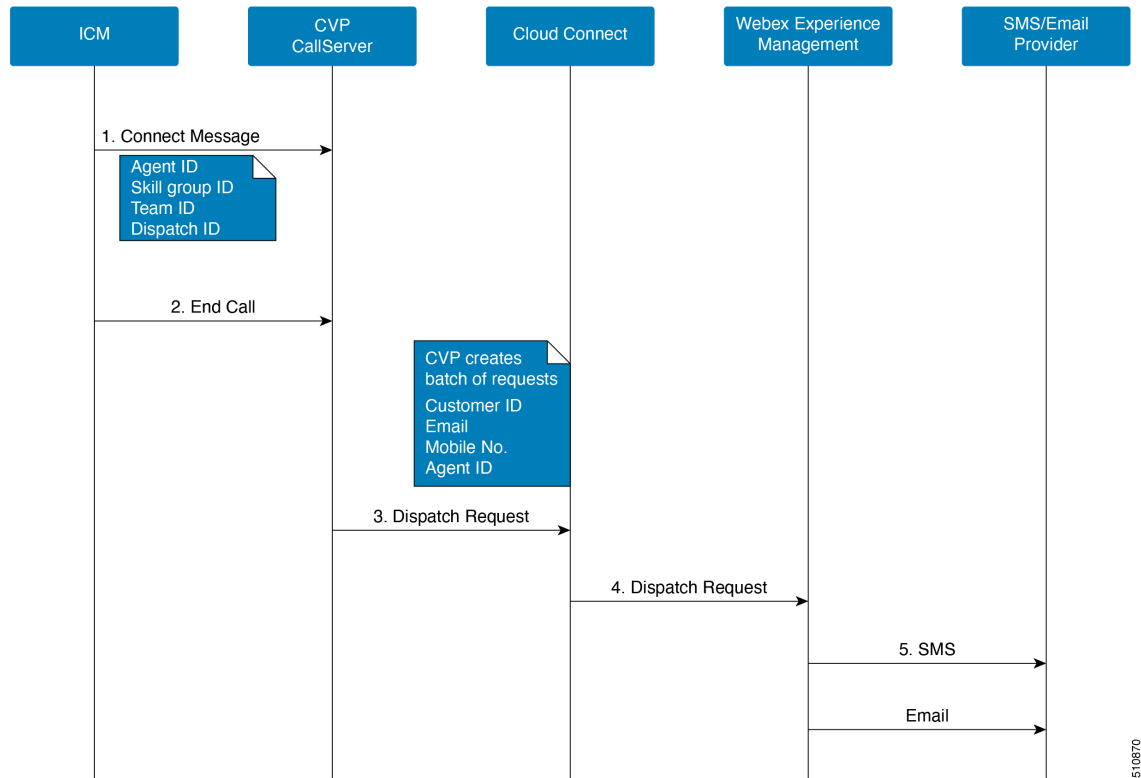 ICM
CVP
CallServer
Cloud Connect
Webex Experience
Management
SMS/Email
Provider
1. Connect Message
Agent ID
Skill group ID
Team ID
Dispatch ID
2. End Call
CVP creates
batch of requests
Customer ID
Email
Mobile No.
Agent ID
3. Dispatch Request
4. Dispatch Request
5. SMS
Email
510870